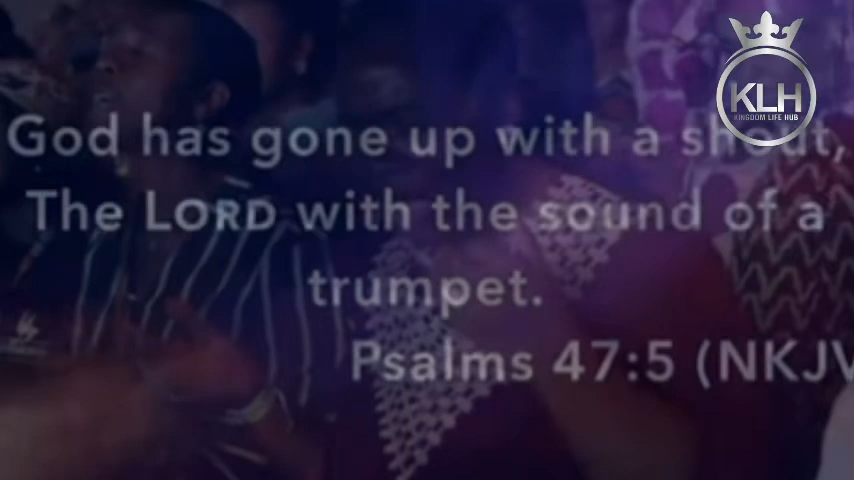 KLH
KINGDOM LIFE HUB
God has gone up with a shout,
The LORD with the sound of a
trumpet.
Psalms 47:5 (NKJV